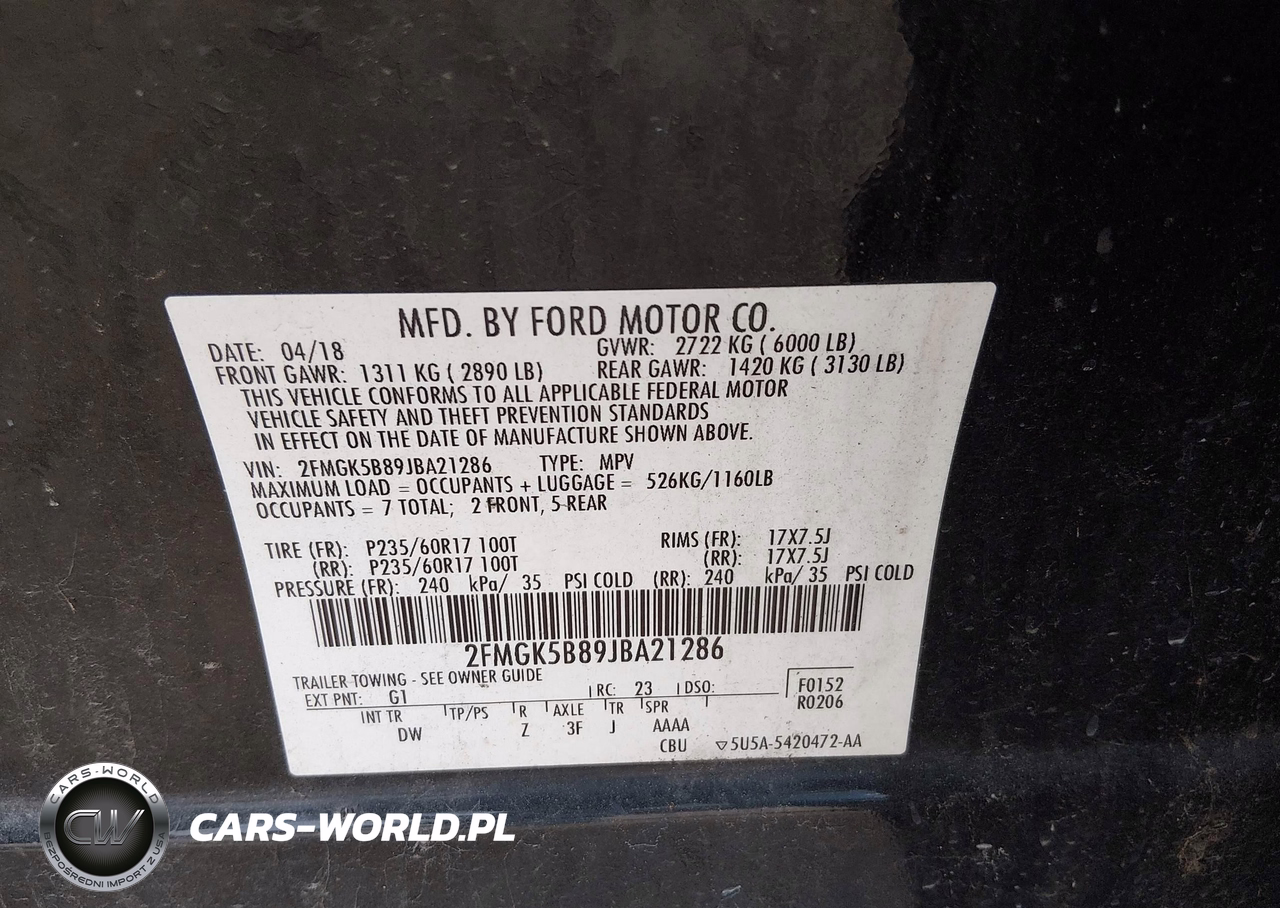 MFD. BY FORD MOTOR CO.
DATE: 04/18 GVWR: 2722 KG ( 6000 LB)
FRONT GAWR: 1311 KG ( 2890 LB) REAR GAWR: 1420 KG ( 3130 LB)
THIS VEHICLE CONFORMS TO ALL APPLICABLE FEDERAL MOTOR
VEHICLE SAFETY AND THEFT PREVENTION STANDARDS
IN EFFECT ON THE DATE OF MANUFACTURE SHOWN ABOVE.
VIN: 2FMGK5B89JBA21286 TYPE: MPV
MAXIMUM LOAD = OCCUPANTS + LUGGAGE = 526KG/1160LB
OCCUPANTS = 7 TOTAL; 2 FRONT, 5 REAR
TIRE (FR): P235/60R17 100T RIMS (FR): 17X7.5J
(RR): P235/60R17 100T (RR): 17X7.5J
PRESSURE (FR): 240 kPa/ 35 PSI COLD (RR): 240 kPa/ 35 PSI COLD
2FMGK5B89JBA21286
TRAILER TOWING - SEE OWNER GUIDE
EXT PNT: G1 RC: 23 DSO: F0152
R0206
INT TR TP/PS R AXLE TR SPR
DW Z 3F J AAAA
CBU ▽5U5A-5420472-AA
CARS-WORLD
CW
BEZPOŚREDNI IMPORT Z USA
CARS-WORLD.PL